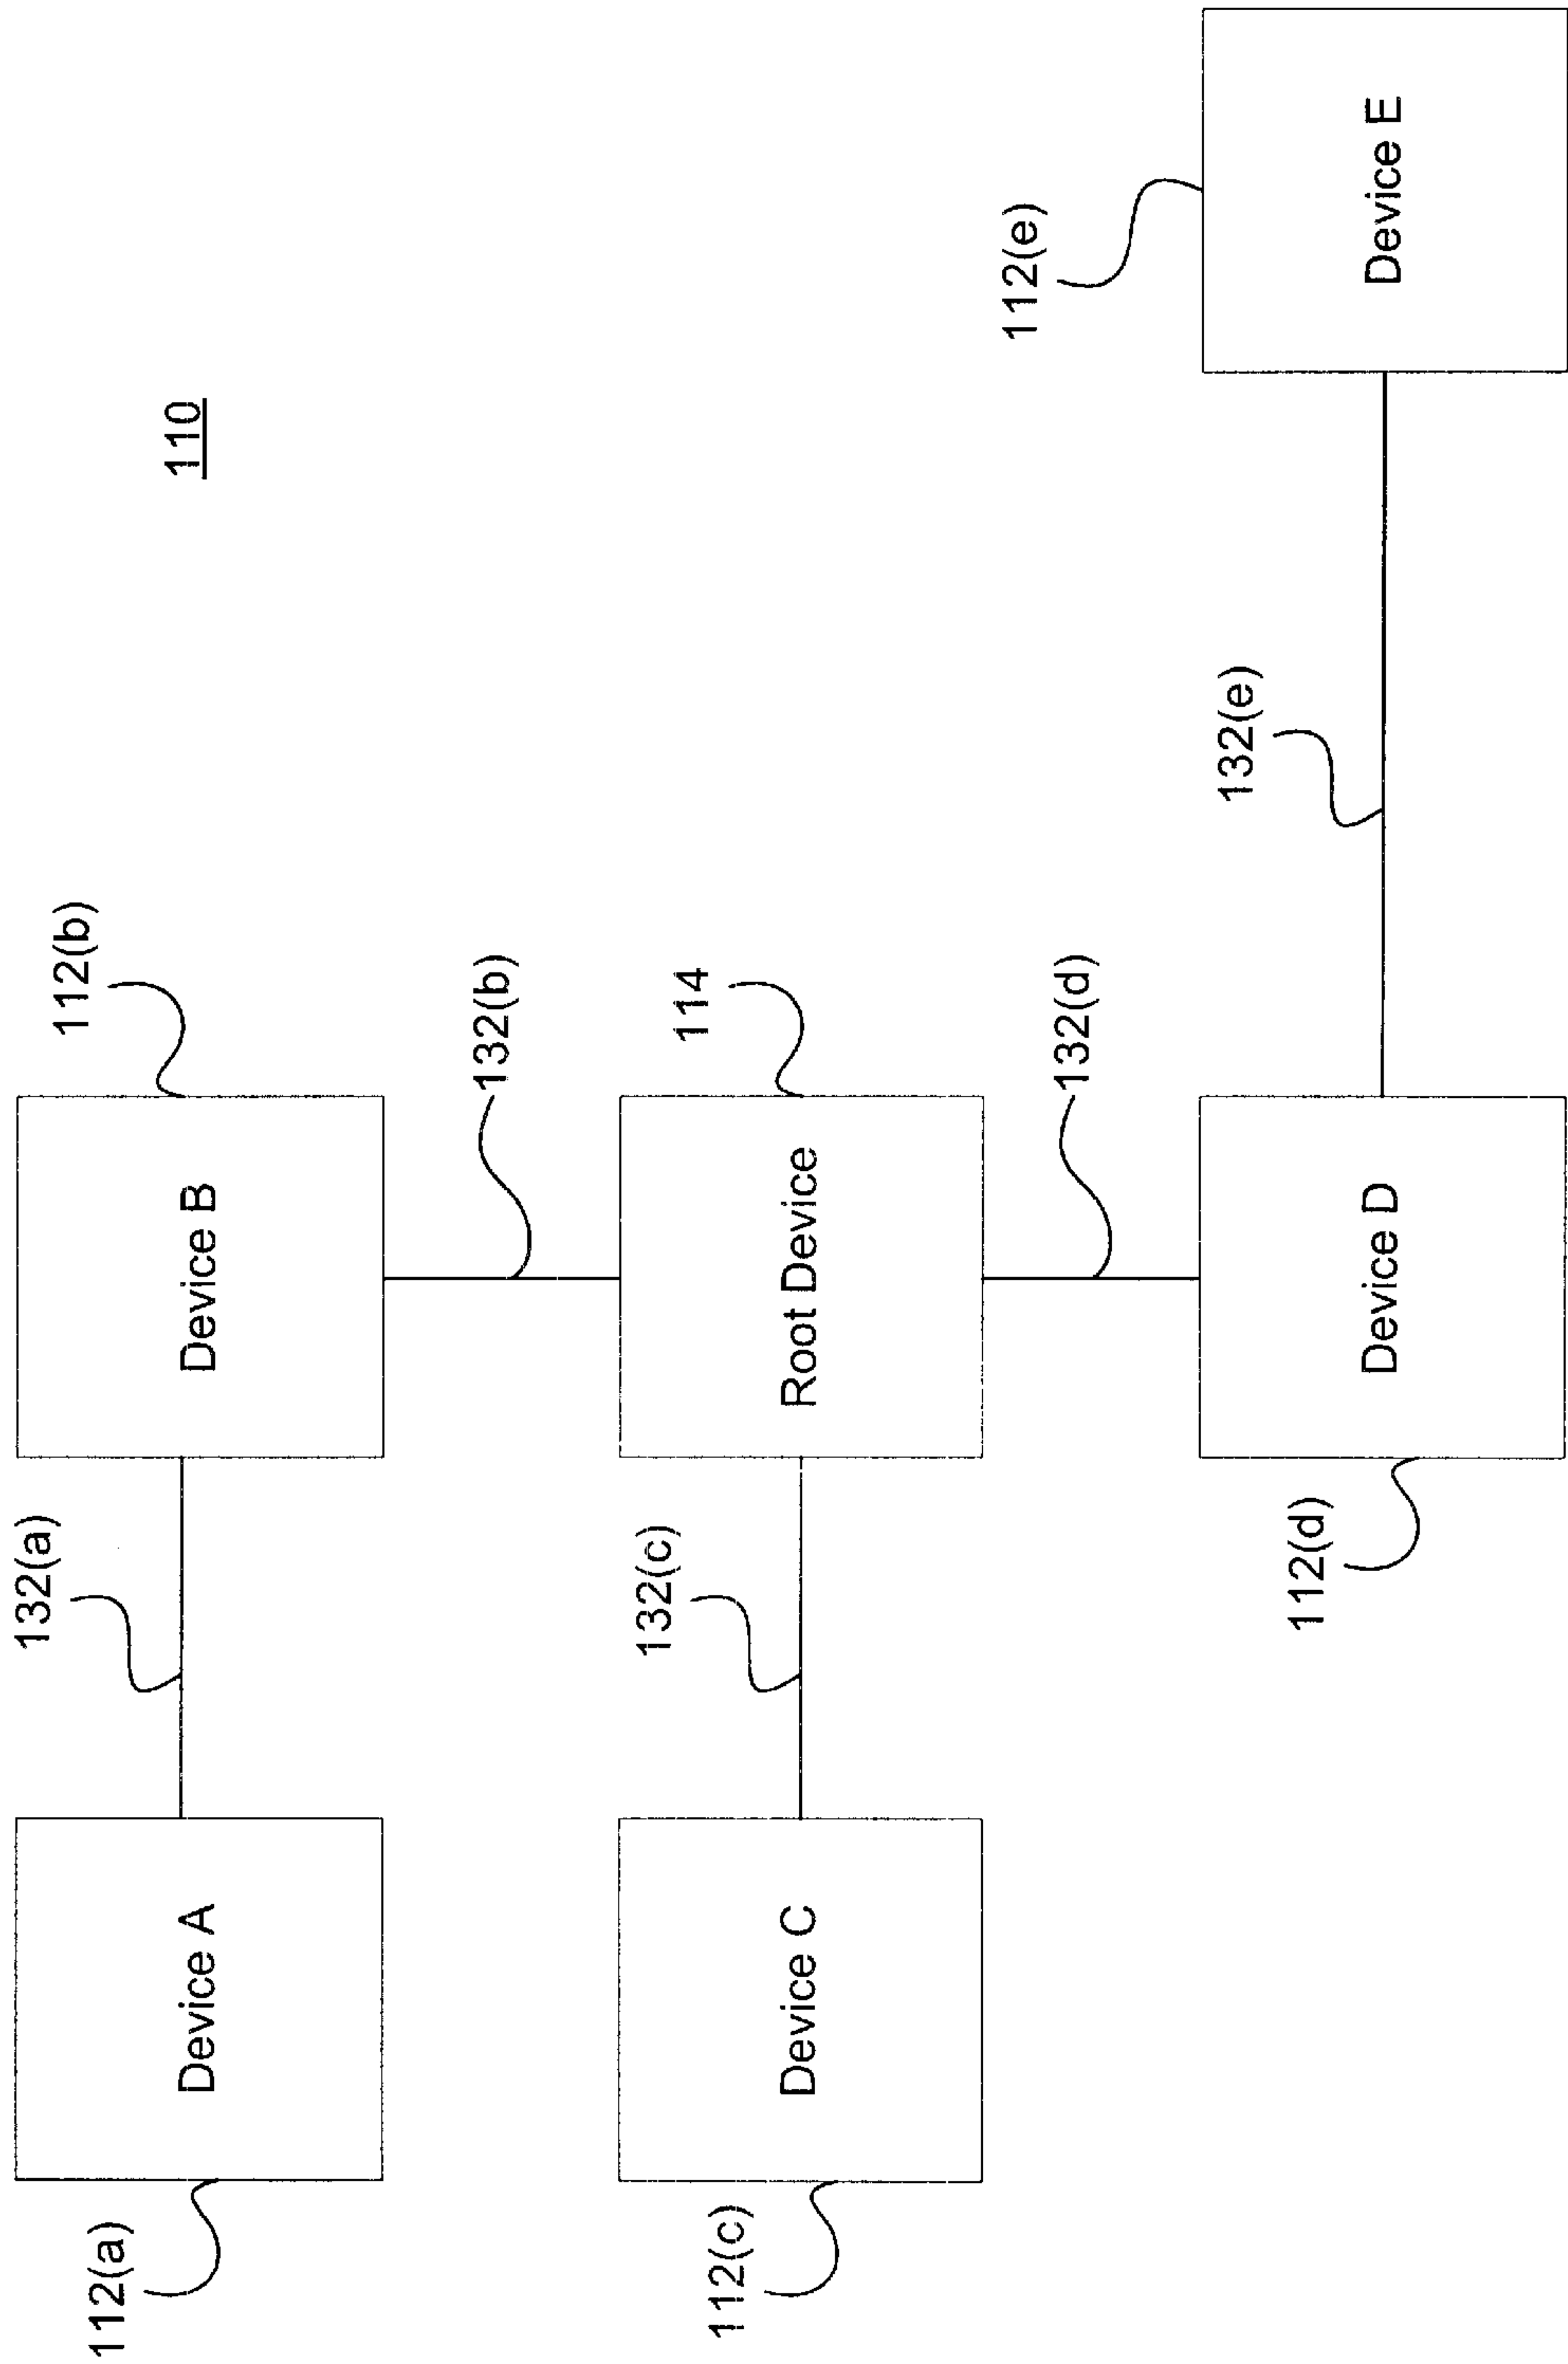 110
112(a)
Device A
132(a)
Device B
112(b)
132(b)
112(c)
Device C
132(c)
Root Device
114
132(d)
112(d)
Device D
132(e)
112(e)
Device E